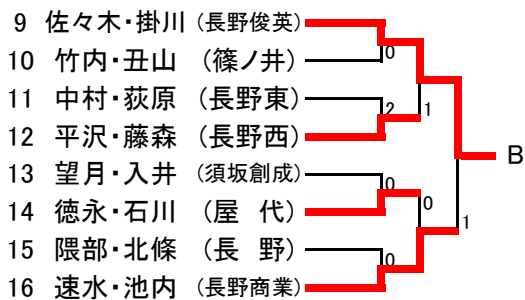 9 佐々木・掛川 (長野俊英)
10 竹内・丑山 (篠ノ井)
11 中村・荻原 (長野東)
12 平沢・藤森 (長野西)
13 望月・入井 (須坂創成)
14 徳永・石川 (屋 代)
15 隈部・北條 (長 野)
16 速水・池内 (長野商業)
0
2
1
0
0
0
1
B